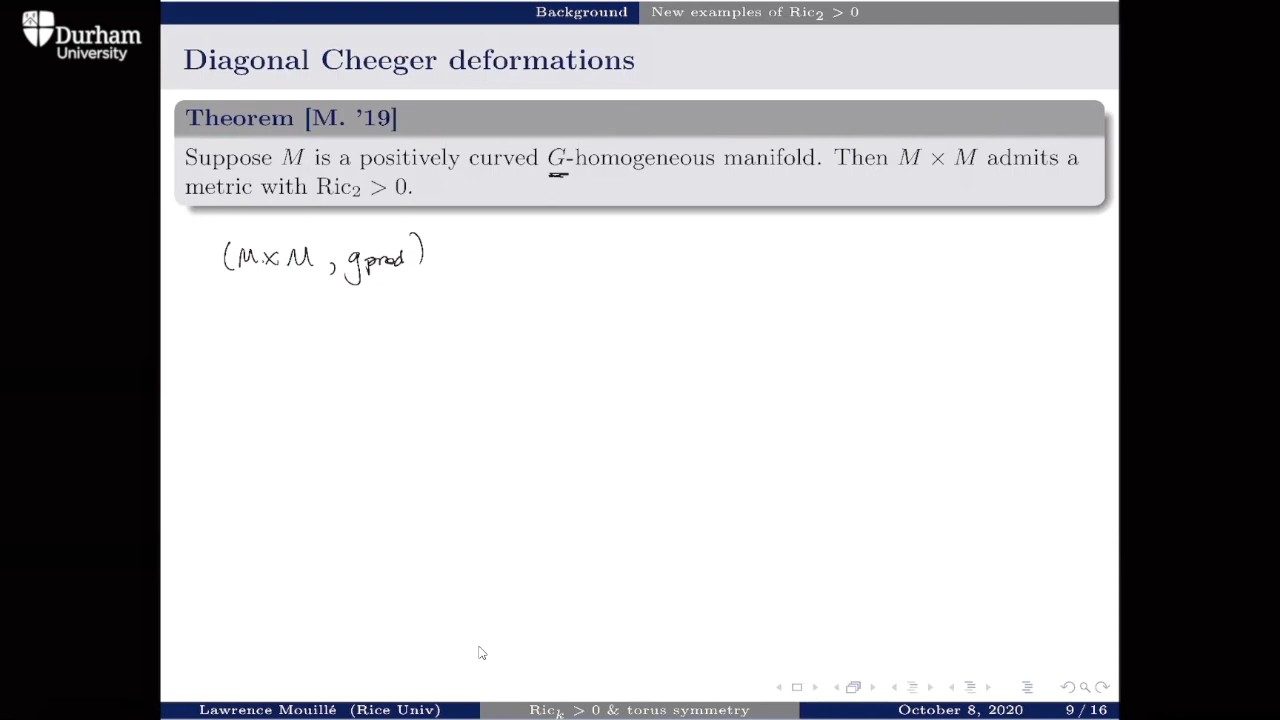 Durham
University
Background New examples of Ric₂ > 0
Diagonal Cheeger deformations
Theorem [M. '19]
Suppose M is a positively curved G-homogeneous manifold. Then M × M admits a
metric with Ric₂ > 0.
(M × M, g_prod)
Lawrence Mouillé (Rice Univ) Ricₖ > 0 & torus symmetry October 8, 2020 9 / 16